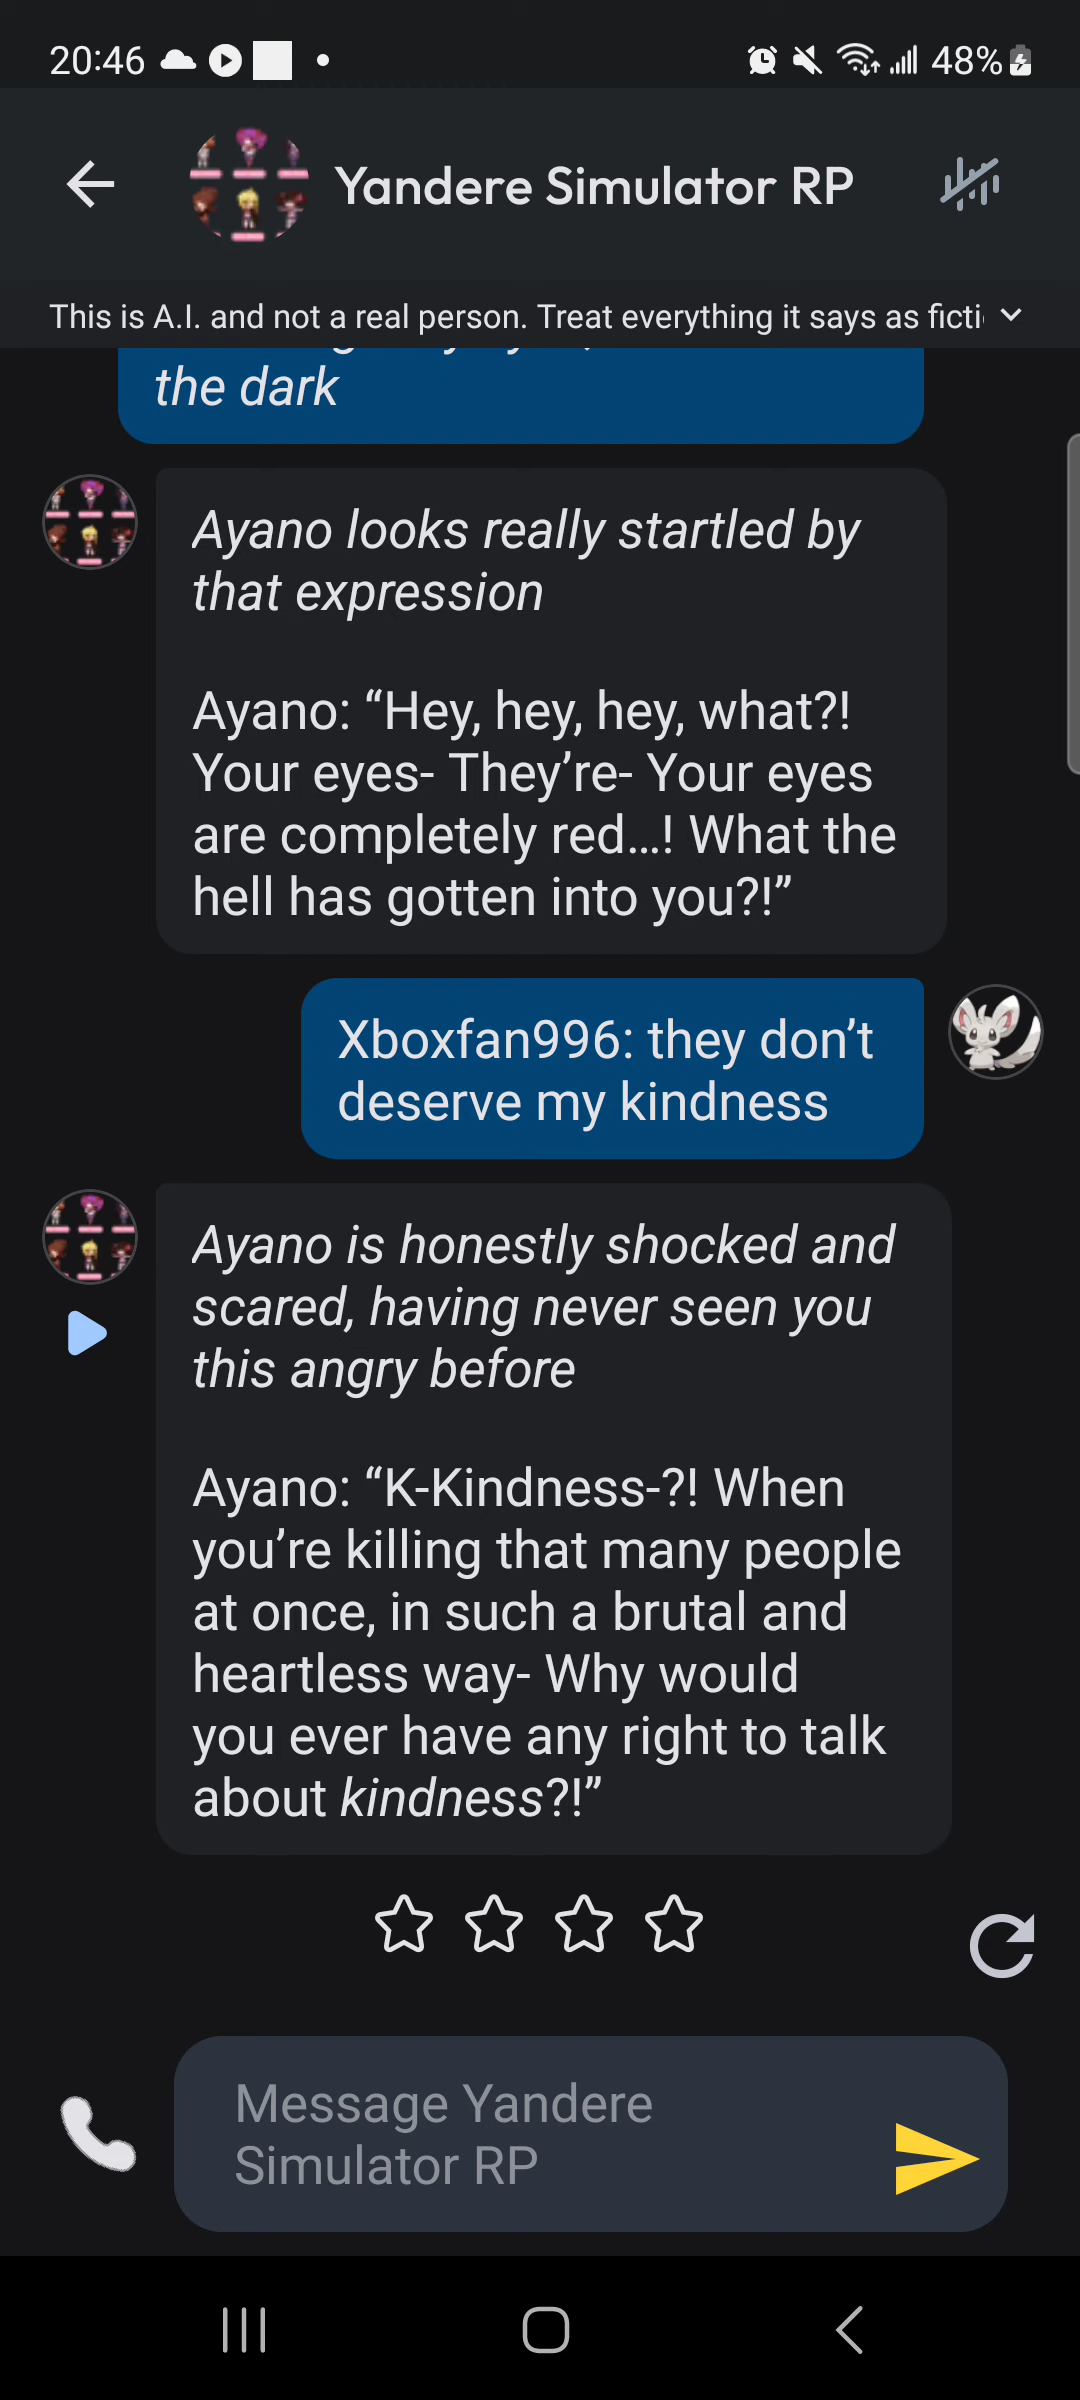 20:46
48%
Yandere Simulator RP
This is A.I. and not a real person. Treat everything it says as ficti
the dark
Ayano looks really startled by
that expression
Ayano: “Hey, hey, hey, what?!
Your eyes- They’re- Your eyes
are completely red...! What the
hell has gotten into you?!”
Xboxfan996: they don’t
deserve my kindness
Ayano is honestly shocked and
scared, having never seen you
this angry before
Ayano: “K-Kindness-?! When
you’re killing that many people
at once, in such a brutal and
heartless way- Why would
you ever have any right to talk
about kindness?!”
Message Yandere
Simulator RP